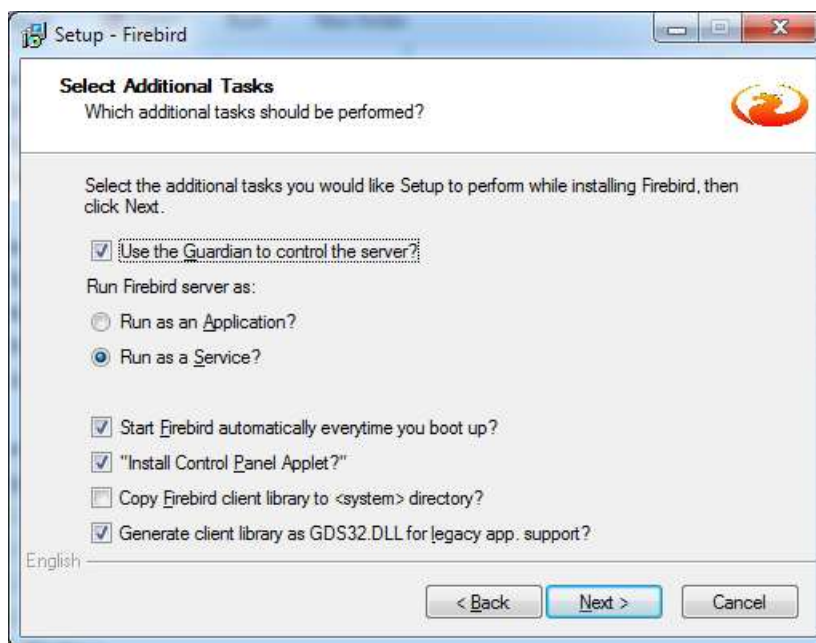 Setup - Firebird
Select Additional Tasks
Which additional tasks should be performed?
Select the additional tasks you would like Setup to perform while installing Firebird, then
click Next.
Use the Guardian to control the server?
Run Firebird server as:
Run as an Application?
Run as a Service?
Start Firebird automatically everytime you boot up?
"Install Control Panel Applet?"
Copy Firebird client library to <system> directory?
Generate client library as GDS32.DLL for legacy app. support?
English
< Back
Next >
Cancel